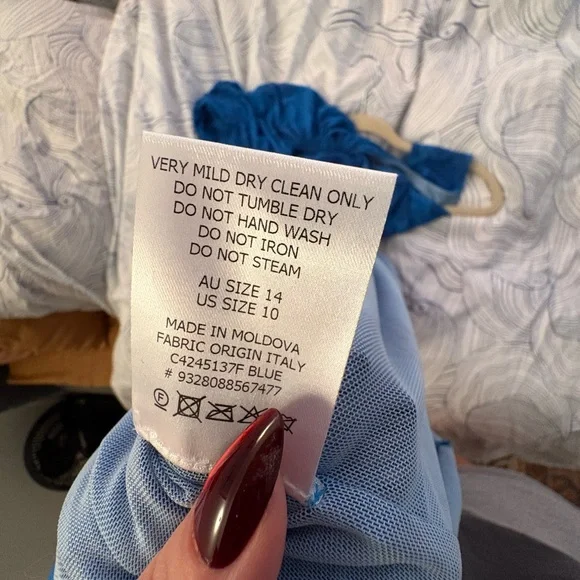 VERY MILD DRY CLEAN ONLY
DO NOT TUMBLE DRY
DO NOT HAND WASH
DO NOT IRON
DO NOT STEAM
AU SIZE 14
US SIZE 10
MADE IN MOLDOVA
FABRIC ORIGIN ITALY
C4245137F BLUE
# 9328088567477
F